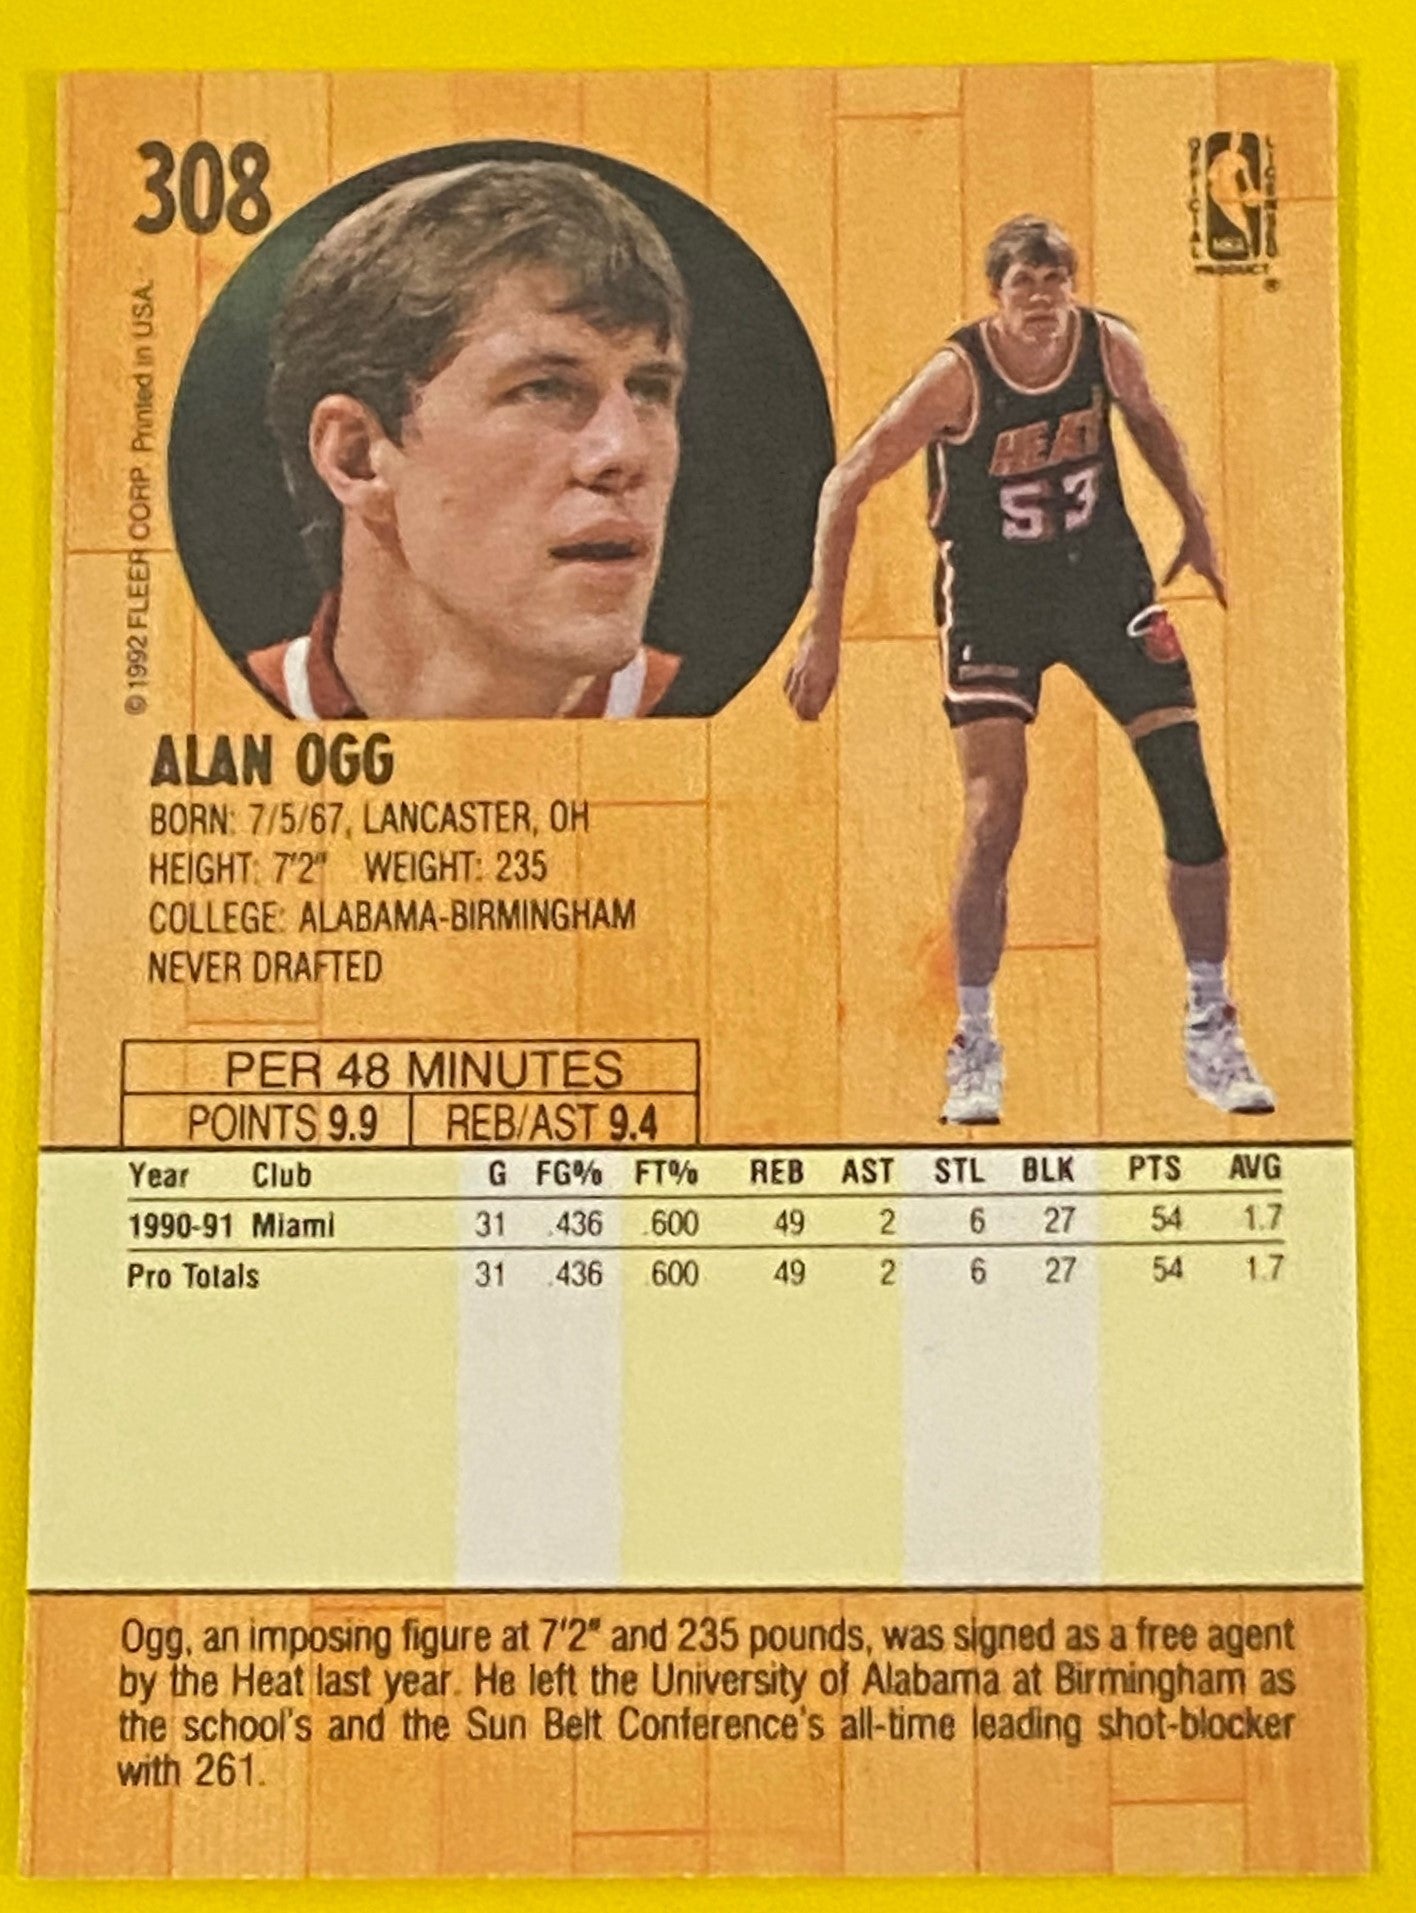 308
OFFICIAL LICENSED
NBA
PRODUCT
®
© 1992 FLEER CORP. Printed in USA.
HEAT
53
ALAN OGG
BORN: 7/5/67, LANCASTER, OH
HEIGHT: 7'2" WEIGHT: 235
COLLEGE: ALABAMA-BIRMINGHAM
NEVER DRAFTED
PER 48 MINUTES
POINTS 9.9 REB/AST 9.4
Year Club G FG% FT% REB AST STL BLK PTS AVG
1990-91 Miami 31 .436 .600 49 2 6 27 54 1.7
Pro Totals 31 .436 .600 49 2 6 27 54 1.7
Ogg, an imposing figure at 7'2" and 235 pounds, was signed as a free agent
by the Heat last year. He left the University of Alabama at Birmingham as
the school's and the Sun Belt Conference's all-time leading shot-blocker
with 261.